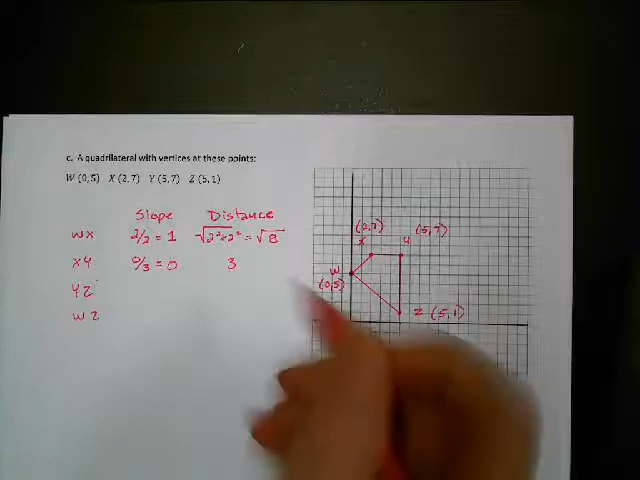 c. A quadrilateral with vertices at these points:
W (0,5) X (2,7) Y (5,7) Z (5,1)
Slope Distance
WX 2/2 = 1 √2²+2² = √8
XY 0/3 = 0 3
YZ
WZ
(2,7) (5,7)
X Y
W
(0,5)
Z (5,1)